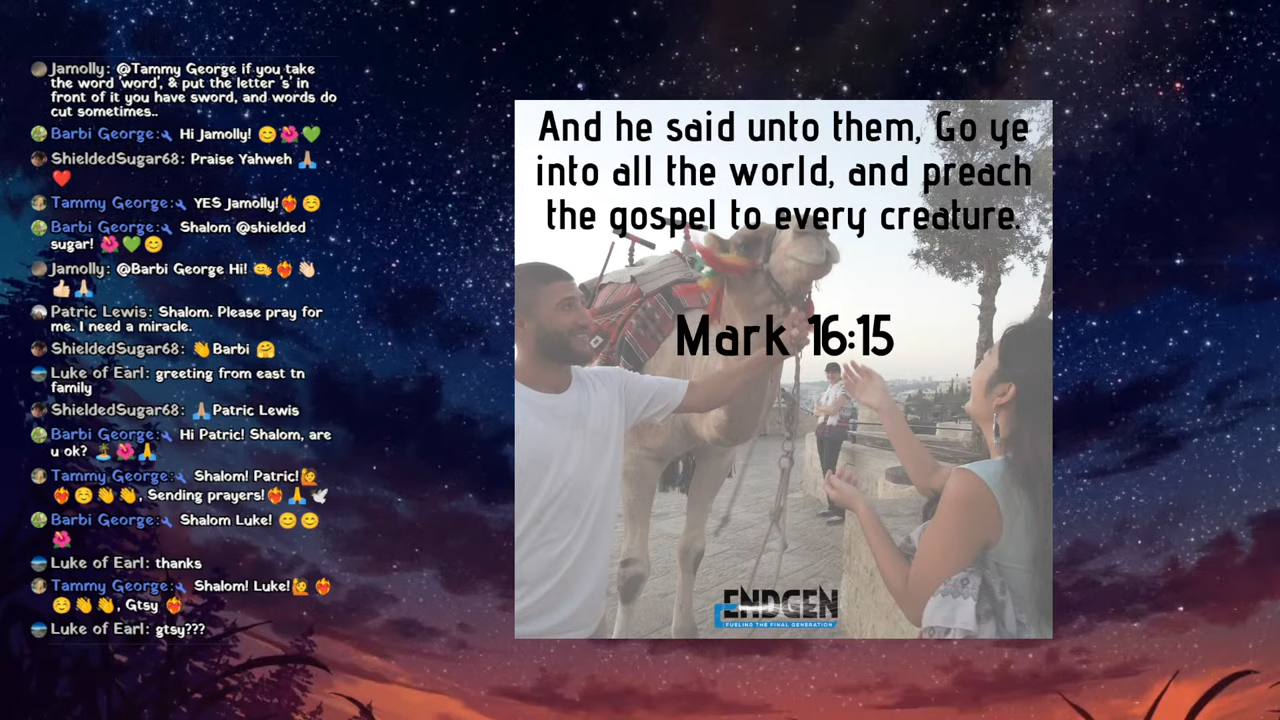 Jamolly: @Tammy George if you take
the word 'word', & put the letter 's' in
front of it you have sword, and words do
cut sometimes..
Barbi George: Hi Jamolly! 😊🌺💚
ShieldedSugar68: Praise Yahweh 🙏🏼
❤️
Tammy George: YES Jamolly!❤️‍🔥☺️
Barbi George: Shalom @shielded
sugar! 🌺💚😊
Jamolly: @Barbi George Hi! 🤗❤️‍🔥👋🏻
👍🏻🙏🏻
Patric Lewis: Shalom. Please pray for
me. I need a miracle.
ShieldedSugar68: 👋Barbi 🤗
Luke of Earl: greeting from east tn
family
ShieldedSugar68: 🙏🏼Patric Lewis
Barbi George: Hi Patric! Shalom, are
u ok? 🏝️🌺🙏
Tammy George: Shalom! Patric!🙋
❤️‍🔥☺️👋👋, Sending prayers!❤️‍🔥🙏🕊️
Barbi George: Shalom Luke! 😊😊
🌺
Luke of Earl: thanks
Tammy George: Shalom! Luke!🙋❤️‍🔥
☺️👋👋, Gtsy ❤️‍🔥
Luke of Earl: gtsy???
And he said unto them, Go ye
into all the world, and preach
the gospel to every creature.
Mark 16:15
ENDGEN
FUELING THE FINAL GENERATION